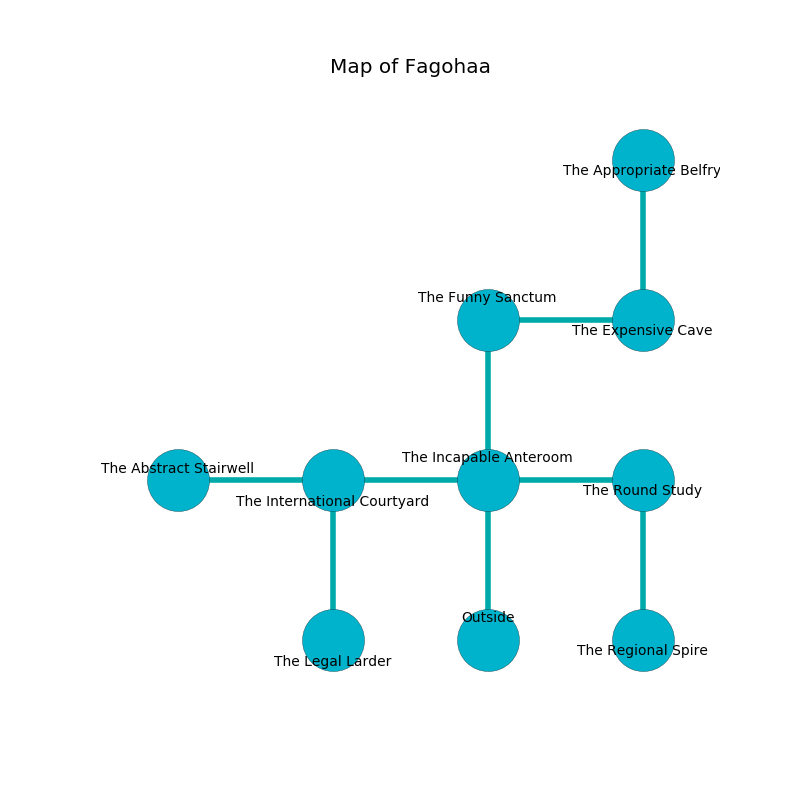 Map of Fagohaa
The Appropriate Belfry
The Funny Sanctum
The Expensive Cave
The Incapable Anteroom
The Abstract Stairwell
The Round Study
The International Courtyard
Outside
The Regional Spire
The Legal Larder